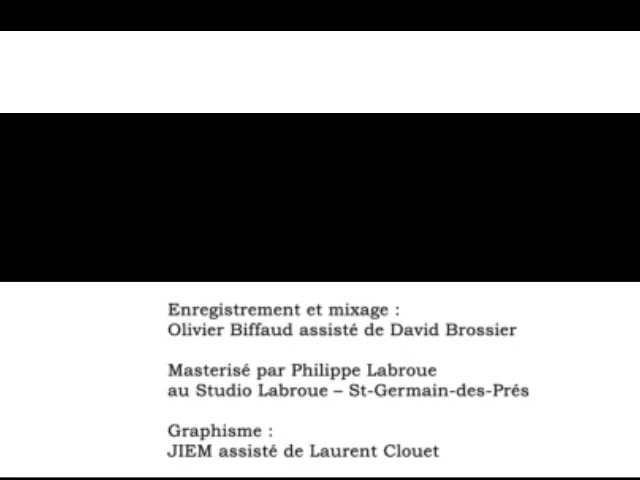 Enregistrement et mixage :
Olivier Biffaud assisté de David Brossier
Masterisé par Philippe Labroue
au Studio Labroue – St-Germain-des-Prés
Graphisme :
JIEM assisté de Laurent Clouet